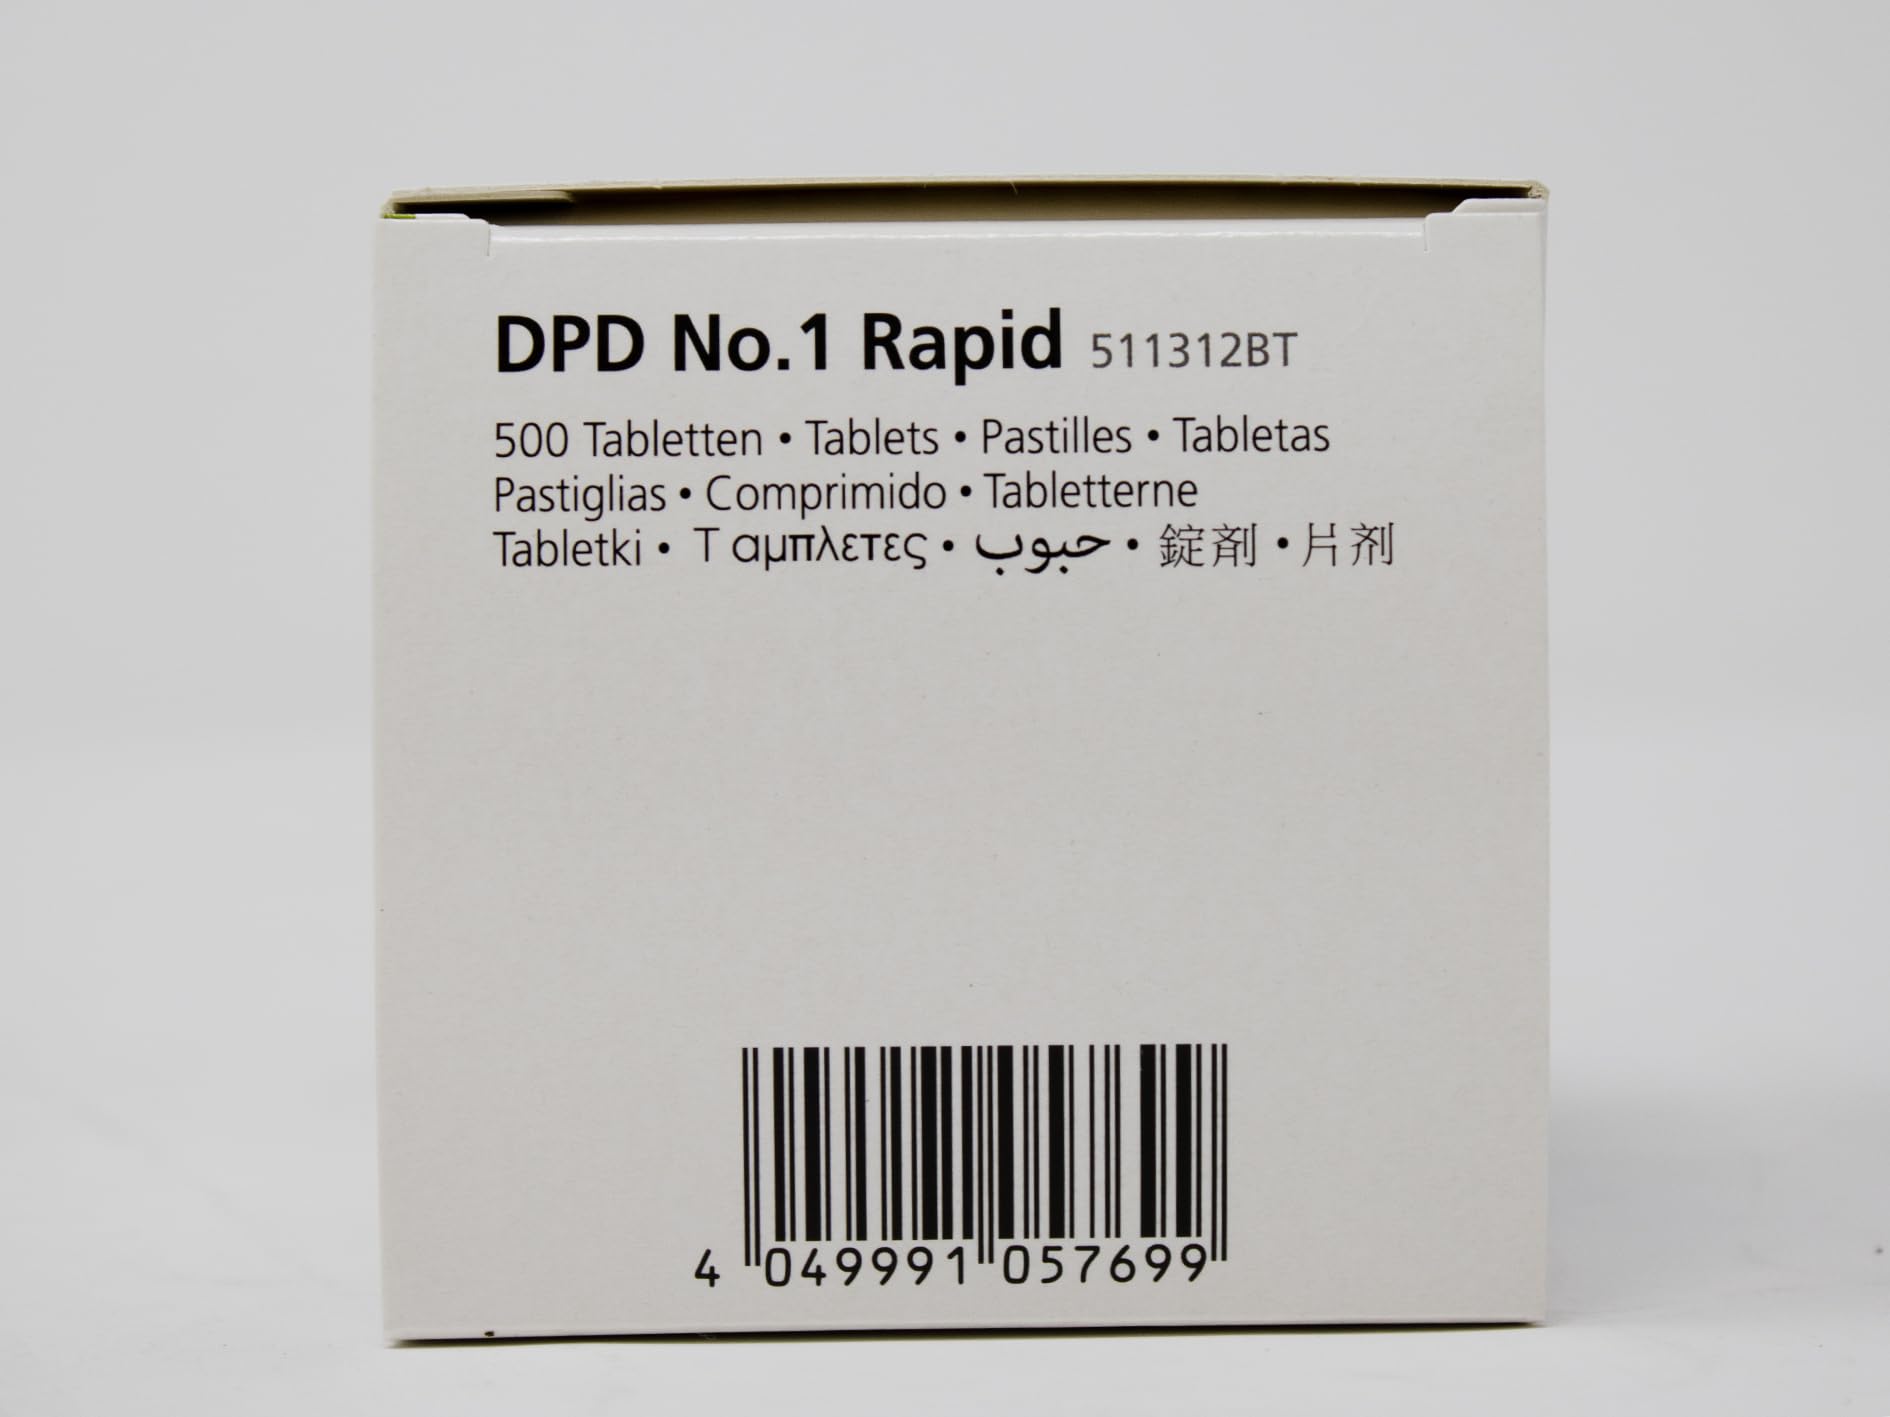 DPD No.1 Rapid 511312BT
500 Tabletten • Tablets • Pastilles • Tabletas
Pastiglias • Comprimido • Tabletterne
Tabletki • Ταμπλετες • حبوب • 錠剤 • 片剂
4 049991 057699